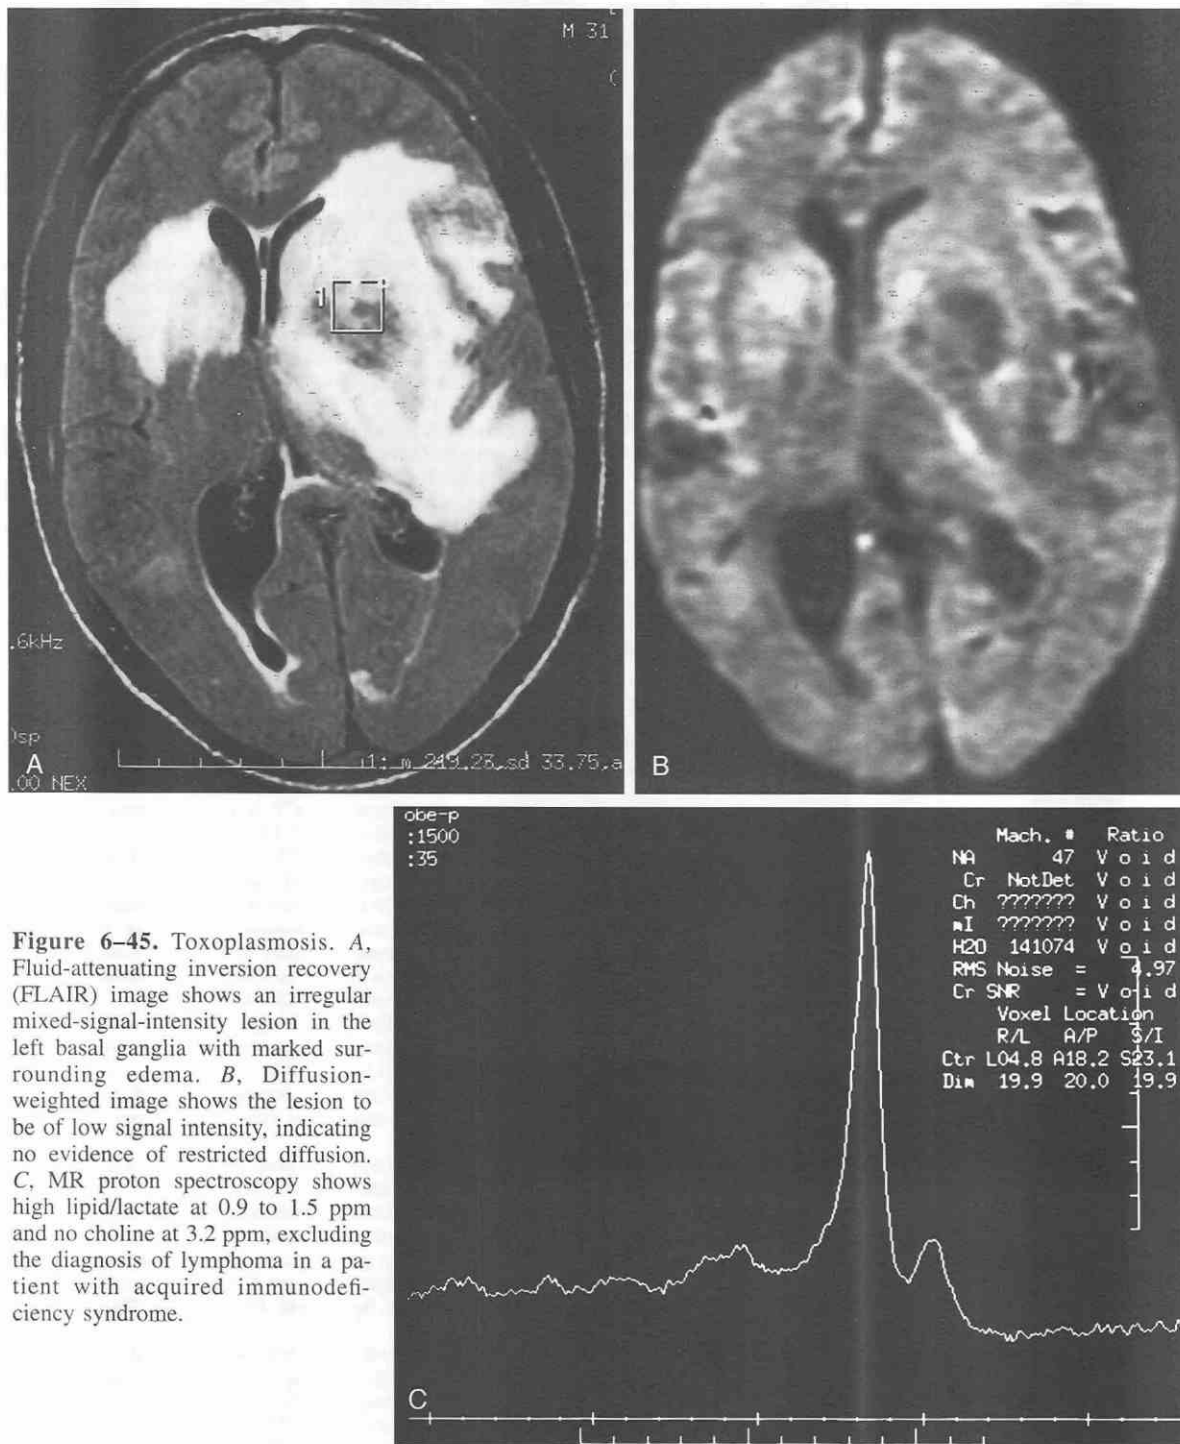 M 31
.6kHz
A
.00 NEX
1: m 219.28,sd 33.75,a
B
Figure 6–45. Toxoplasmosis. A,
Fluid-attenuating inversion recovery
(FLAIR) image shows an irregular
mixed-signal-intensity lesion in the
left basal ganglia with marked sur-
rounding edema. B, Diffusion-
weighted image shows the lesion to
be of low signal intensity, indicating
no evidence of restricted diffusion.
C, MR proton spectroscopy shows
high lipid/lactate at 0.9 to 1.5 ppm
and no choline at 3.2 ppm, excluding
the diagnosis of lymphoma in a pa-
tient with acquired immunodefi-
ciency syndrome.
obe-p
:1500
:35
Mach. # Ratio
NA 47 Void
Cr NotDet Void
Ch ??????? Void
mI ??????? Void
H2O 141074 Void
RMS Noise = 4.97
Cr SNR = Void
Voxel Location
R/L A/P S/I
Ctr L04.8 A18.2 S23.1
Dim 19.9 20.0 19.9
C